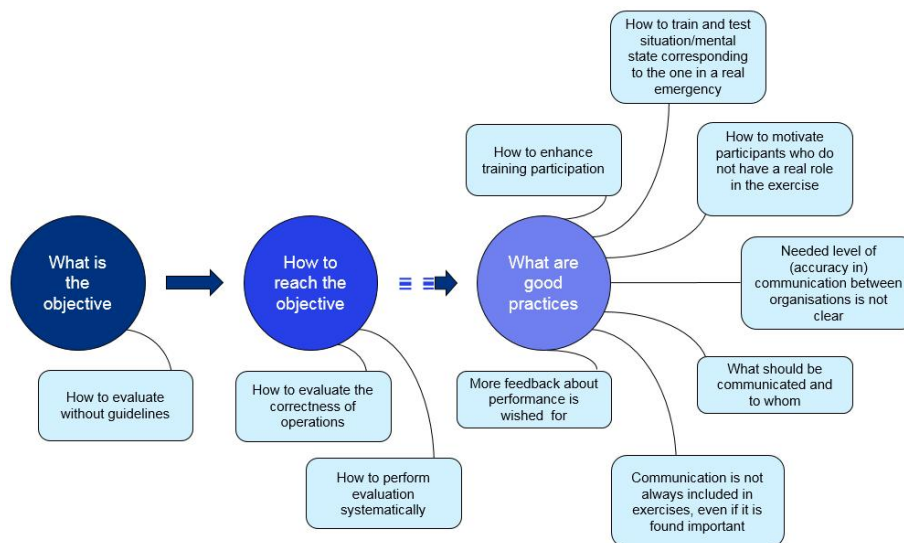 How to train and test
situation/mental
state corresponding
to the one in a real
emergency
How to enhance
training participation
How to motivate
participants who do
not have a real role
in the exercise
What is
the
objective
How to
reach the
objective
What are
good
practices
Needed level of
(accuracy in)
communication between
organisations is not
clear
How to evaluate
without guidelines
How to evaluate the
correctness of
operations
More feedback about
performance is
wished for
What should be
communicated and
to whom
How to perform
evaluation
systematically
Communication is not
always included in
exercises, even if it is
found important